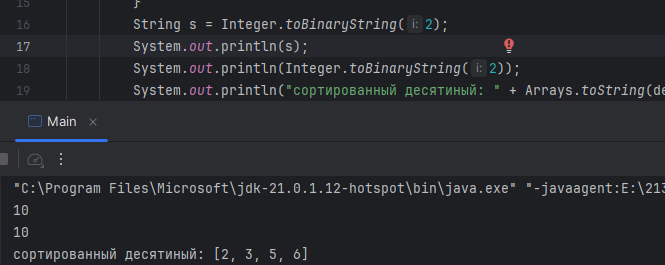 15 }
16 String s = Integer.toBinaryString( i: 2);
17 System.out.println(s);
18 System.out.println(Integer.toBinaryString( i: 2));
19 System.out.println("сортированный десятиный: " + Arrays.toString(de
Main ×
"C:\Program Files\Microsoft\jdk-21.0.1.12-hotspot\bin\java.exe" "-javaagent:E:\213
10
10
сортированный десятиный: [2, 3, 5, 6]